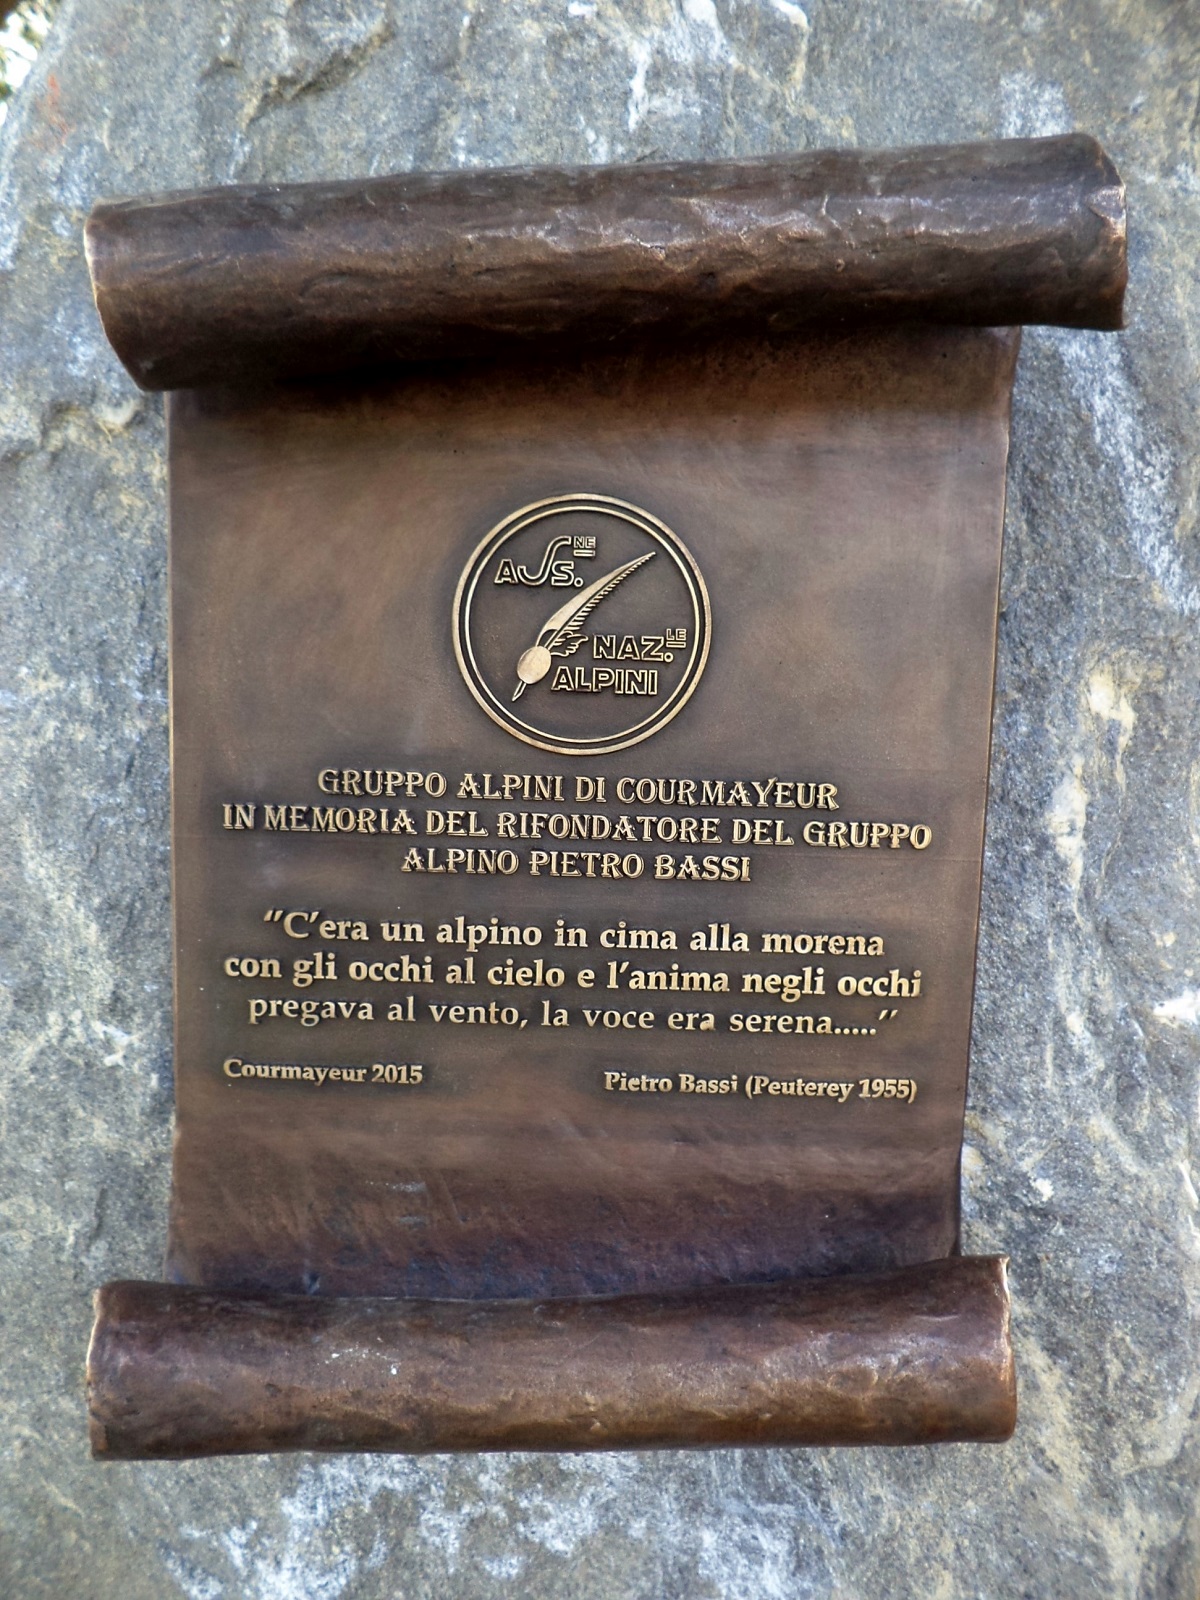 ASS.NE
NAZ.LE
ALPINI
GRUPPO ALPINI DI COURMAYEUR
IN MEMORIA DEL RIFONDATORE DEL GRUPPO
ALPINO PIETRO BASSI
"C'era un alpino in cima alla morena
con gli occhi al cielo e l'anima negli occhi
pregava al vento, la voce era serena....."
Courmayeur 2015 Pietro Bassi (Peuterey 1955)